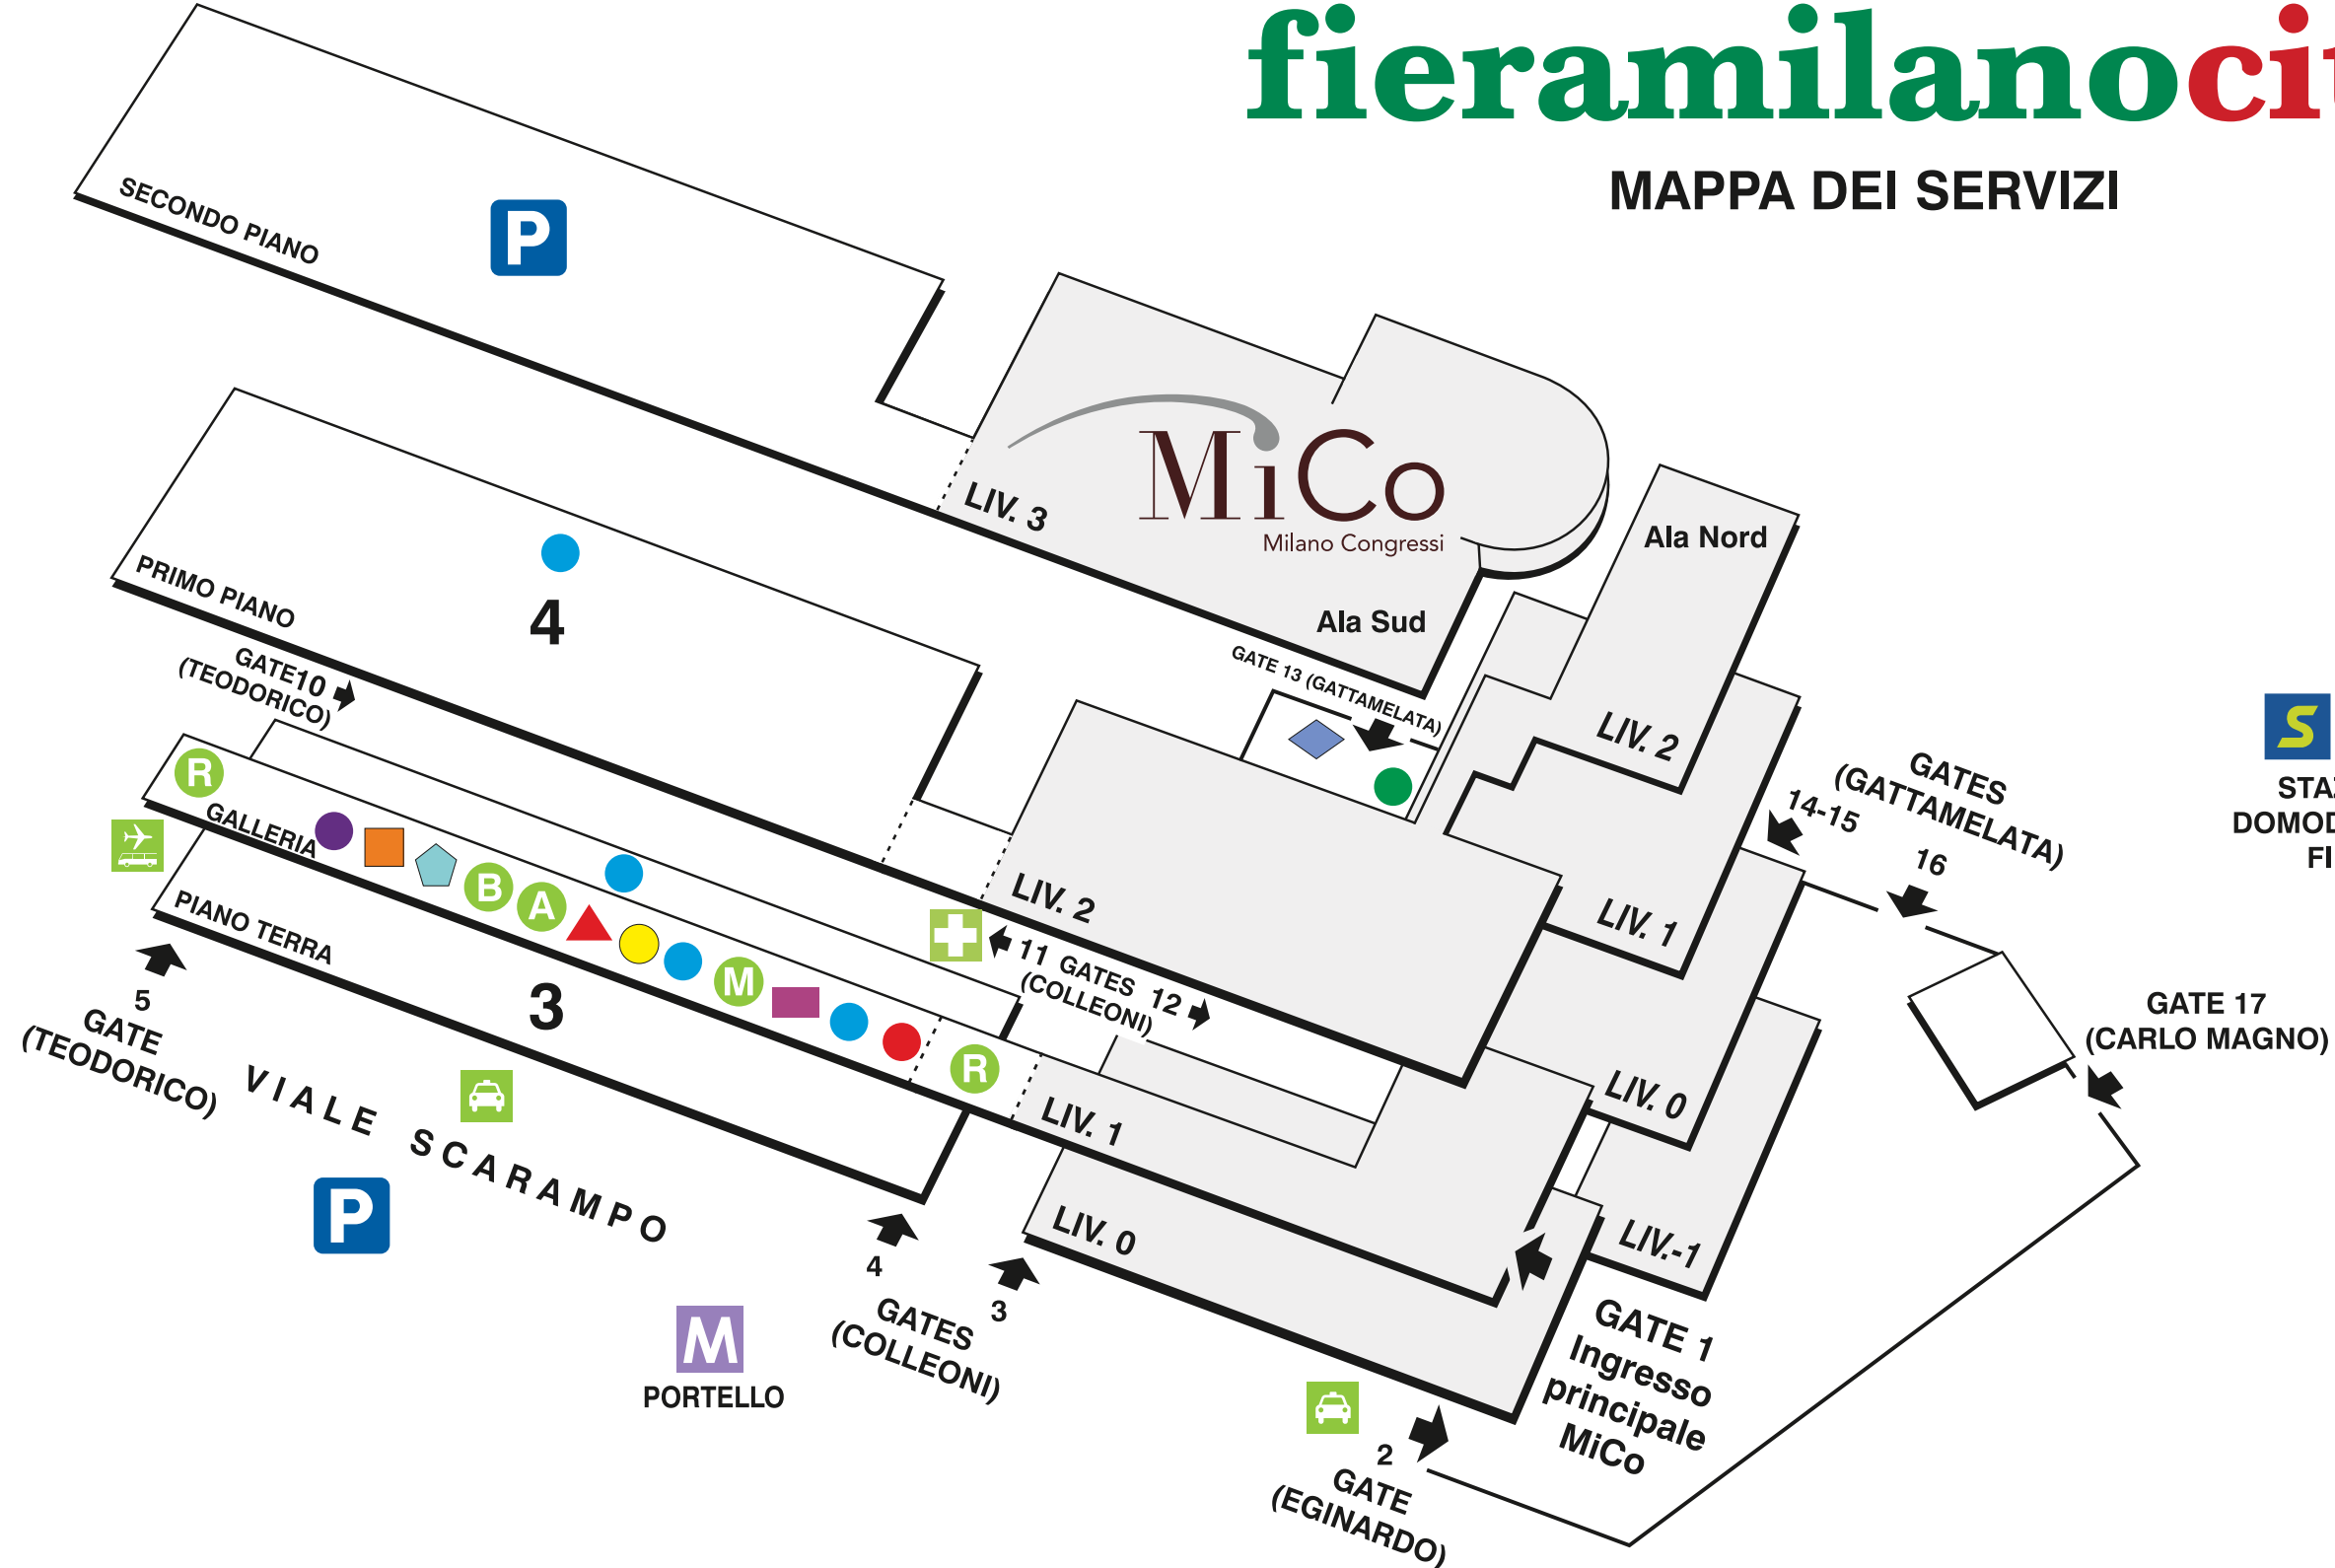 fieramilanocit
MAPPA DEI SERVIZI
SECONDO PIANO
P
MiCo
Milano Congressi
LIV. 3
Ala Sud
Ala Nord
PRIMO PIANO
4
GATE10
(TEODORICO)
GATE 13 (GATTAMELATA)
LIV. 2
GATES
(GATTAMELATA)
14-15
16
S
STAZ
DOMOD
FI
R
GALLERIA
B
A
M
R
LIV. 2
LIV. 1
11 GATES 12
(COLLEONI)
PIANO TERRA
3
5
GATE
(TEODORICO)
VIALE SCARAMPO
P
LIV. 1
LIV. 0
LIV. 0
LIV.-1
GATE 17
(CARLO MAGNO)
4
3
GATES
(COLLEONI)
M
PORTELLO
GATE 1
Ingresso
principale
MiCo
2
GATE
(EGINARDO)